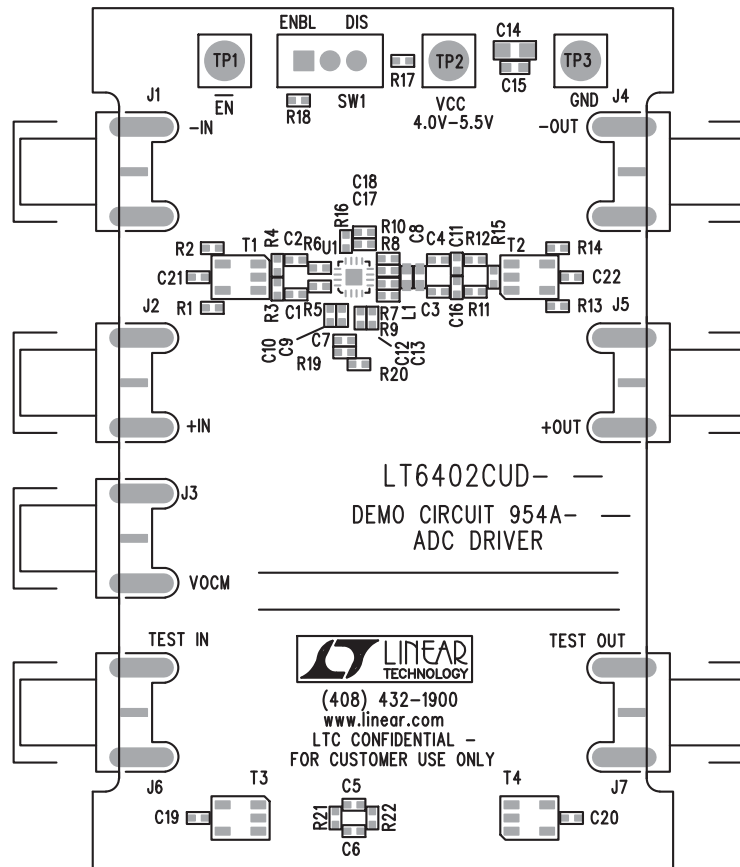 ENBL DIS
C14
TP1
TP2
TP3
R17
C15
J1
EN
R18
SW1
VCC
4.0V–5.5V
GND
J4
-IN
-OUT
C18
C17
R2
T1
R4
C2
R6
U1
R16
R10
R8
C8
C4
C11
R12
R15
T2
R14
C21
C22
R1
R3
C1
R5
R7
R9
L1
C3
C16
R11
R13
J2
J5
C10
C9
C7
C12
C13
R19
R20
+IN
+OUT
J3
LT6402CUD- —
DEMO CIRCUIT 954A- —
ADC DRIVER
VOCM
TEST IN
TEST OUT
LT LINEAR
TECHNOLOGY
(408) 432-1900
www.linear.com
LTC CONFIDENTIAL –
FOR CUSTOMER USE ONLY
J6
T3
C5
T4
J7
C19
R21
R22
C20
C6